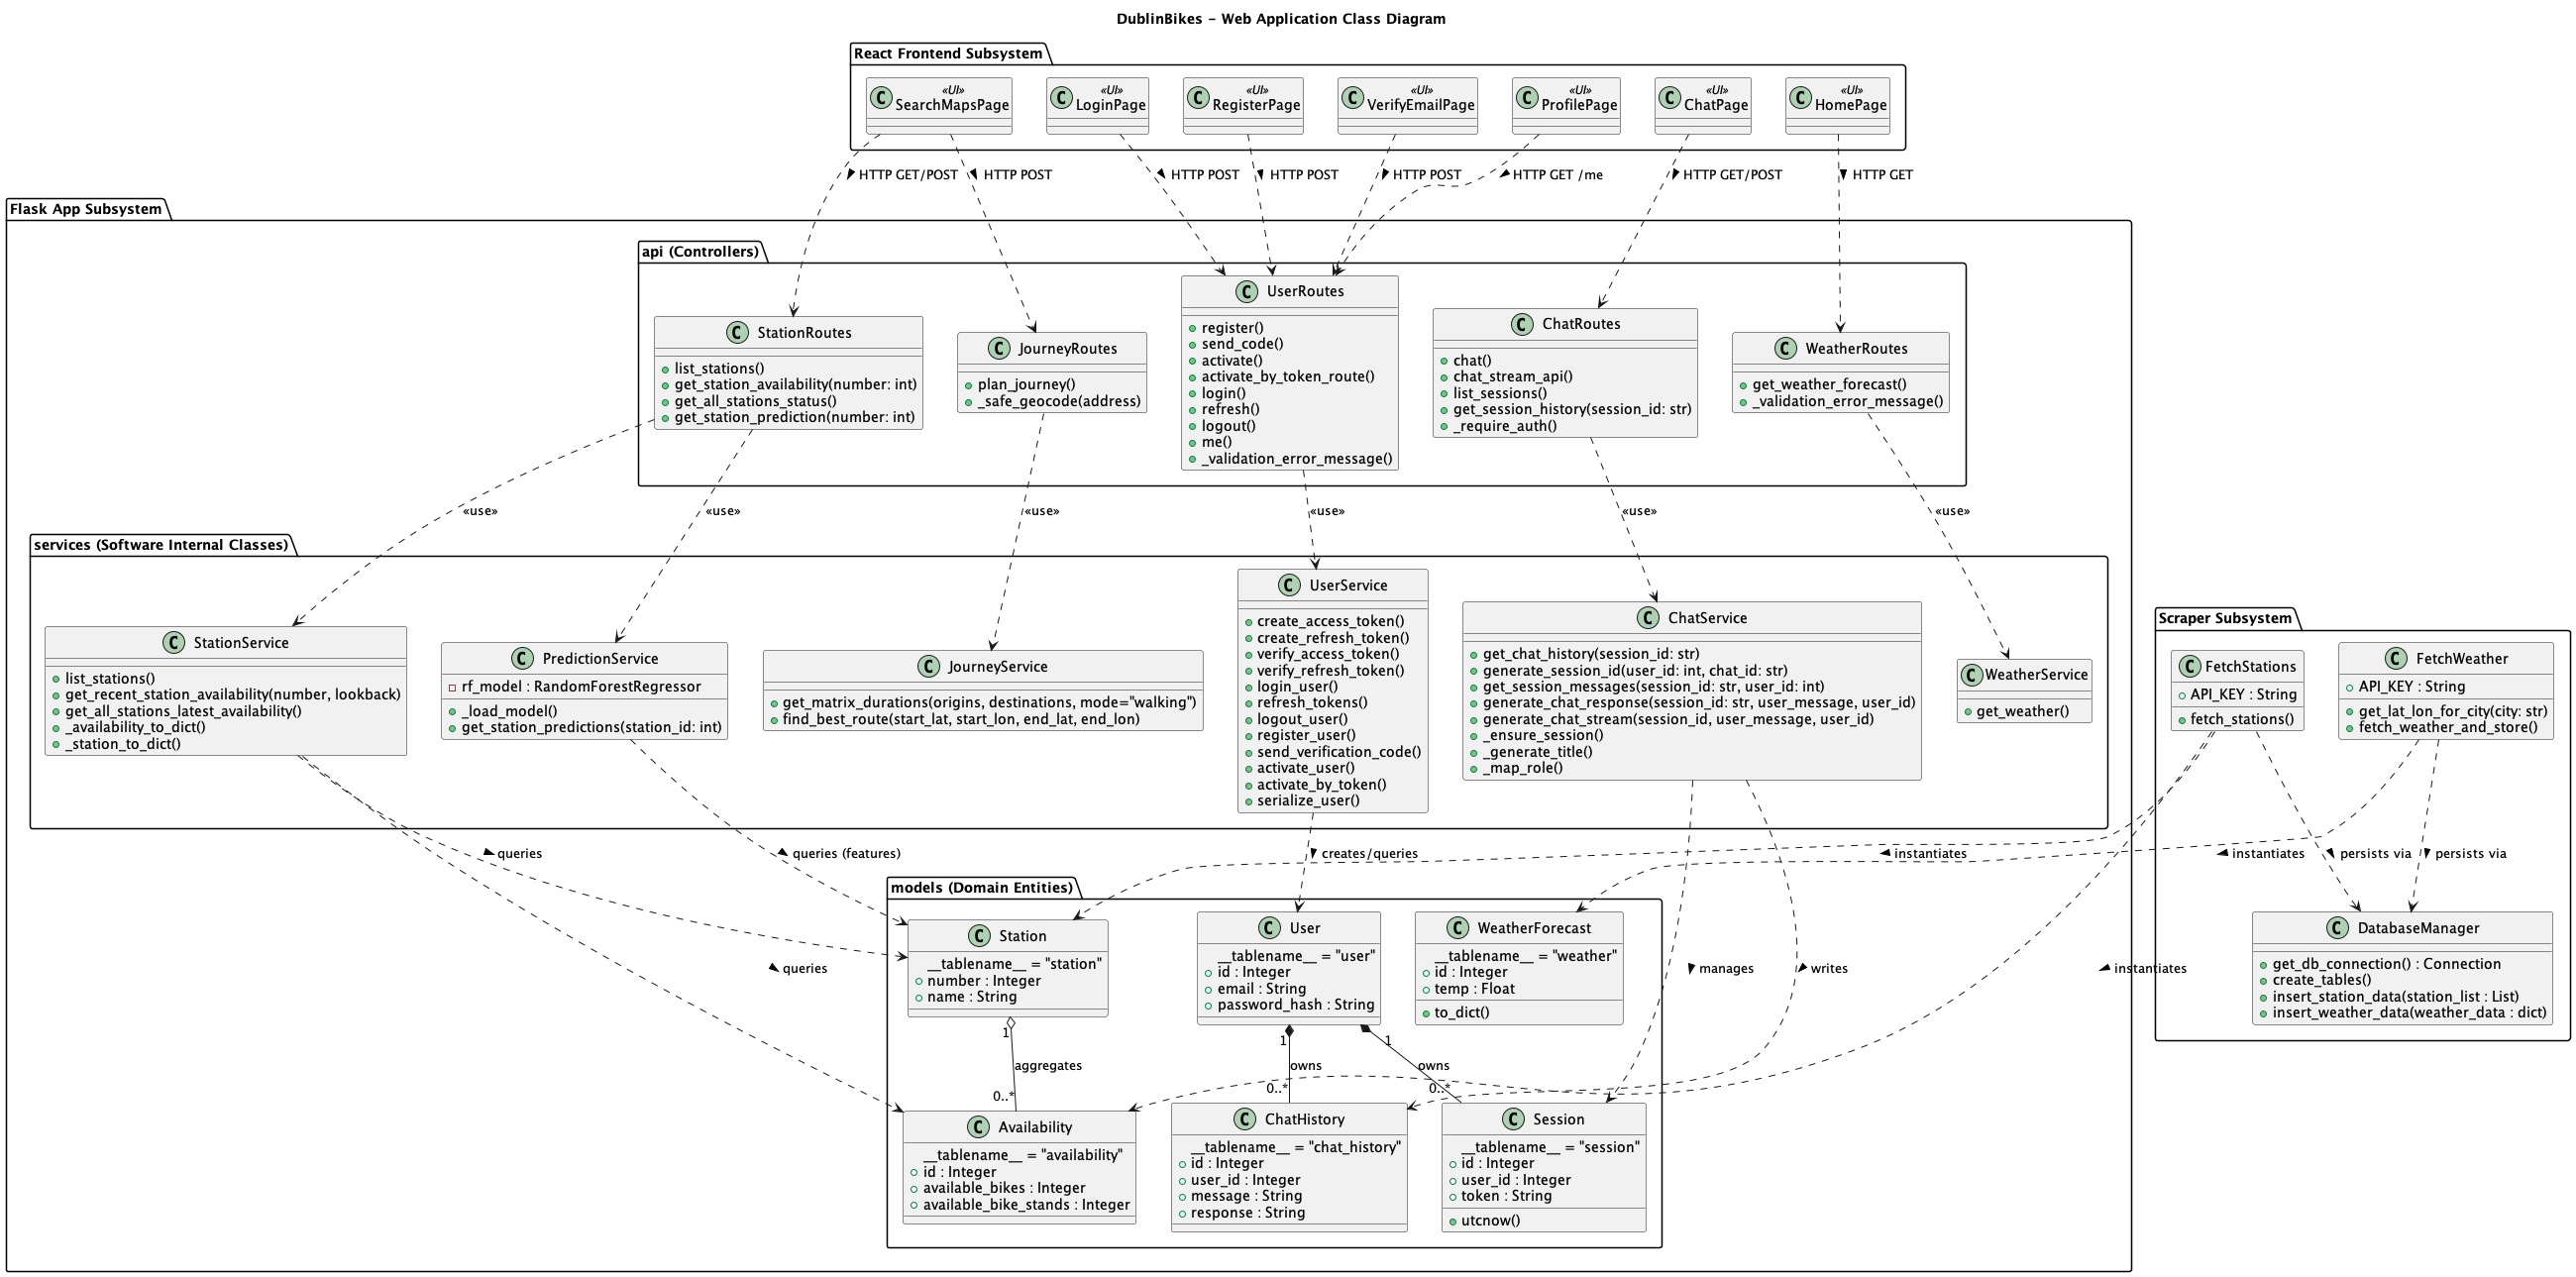 DublinBikes – Web Application Class Diagram
React Frontend Subsystem
C «UI» SearchMapsPage
C «UI» LoginPage
C «UI» RegisterPage
C «UI» VerifyEmailPage
C «UI» ProfilePage
C «UI» ChatPage
C «UI» HomePage
HTTP GET/POST
HTTP POST
HTTP POST
HTTP POST
HTTP POST
HTTP GET /me
HTTP GET/POST
HTTP GET
Flask App Subsystem
api (Controllers)
C StationRoutes
list_stations()
get_station_availability(number: int)
get_all_stations_status()
get_station_prediction(number: int)
C JourneyRoutes
plan_journey()
_safe_geocode(address)
C UserRoutes
register()
send_code()
activate()
activate_by_token_route()
login()
refresh()
logout()
me()
_validation_error_message()
C ChatRoutes
chat()
chat_stream_api()
list_sessions()
get_session_history(session_id: str)
_require_auth()
C WeatherRoutes
get_weather_forecast()
_validation_error_message()
«use»
«use»
«use»
«use»
«use»
«use»
services (Software Internal Classes)
C StationService
list_stations()
get_recent_station_availability(number, lookback)
get_all_stations_latest_availability()
_availability_to_dict()
_station_to_dict()
C PredictionService
rf_model : RandomForestRegressor
_load_model()
get_station_predictions(station_id: int)
C JourneyService
get_matrix_durations(origins, destinations, mode="walking")
find_best_route(start_lat, start_lon, end_lat, end_lon)
C UserService
create_access_token()
create_refresh_token()
verify_access_token()
verify_refresh_token()
login_user()
refresh_tokens()
logout_user()
register_user()
send_verification_code()
activate_user()
activate_by_token()
serialize_user()
C ChatService
get_chat_history(session_id: str)
generate_session_id(user_id: int, chat_id: str)
get_session_messages(session_id: str, user_id: int)
generate_chat_response(session_id: str, user_message, user_id)
generate_chat_stream(session_id, user_message, user_id)
_ensure_session()
_generate_title()
_map_role()
C WeatherService
get_weather()
Scraper Subsystem
C FetchStations
API_KEY : String
fetch_stations()
C FetchWeather
API_KEY : String
get_lat_lon_for_city(city: str)
fetch_weather_and_store()
queries
queries (features)
creates/queries
instantiates
instantiates
persists via
persists via
models (Domain Entities)
C Station
__tablename__ = "station"
number : Integer
name : String
C User
__tablename__ = "user"
id : Integer
email : String
password_hash : String
C WeatherForecast
__tablename__ = "weather"
id : Integer
temp : Float
to_dict()
C DatabaseManager
get_db_connection() : Connection
create_tables()
insert_station_data(station_list : List)
insert_weather_data(weather_data : dict)
queries
manages
writes
instantiates
1
aggregates
0..*
1
owns
0..*
1
owns
0..*
C Availability
__tablename__ = "availability"
id : Integer
available_bikes : Integer
available_bike_stands : Integer
C ChatHistory
__tablename__ = "chat_history"
id : Integer
user_id : Integer
message : String
response : String
C Session
__tablename__ = "session"
id : Integer
user_id : Integer
token : String
utcnow()